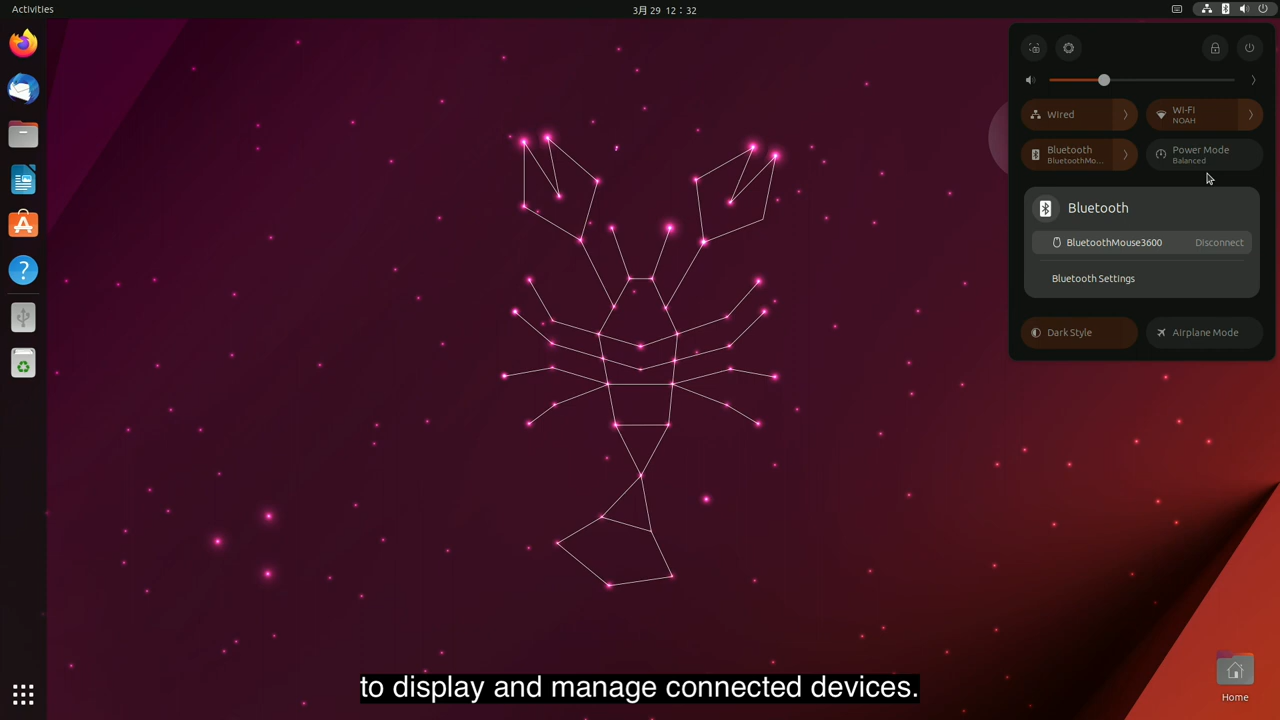 Activities
3月 29 12：32
Wired
Wi-Fi
NOAH
Bluetooth
BluetoothMo...
Power Mode
Balanced
Bluetooth
BluetoothMouse3600
Disconnect
Bluetooth Settings
Dark Style
Airplane Mode
Home
to display and manage connected devices.